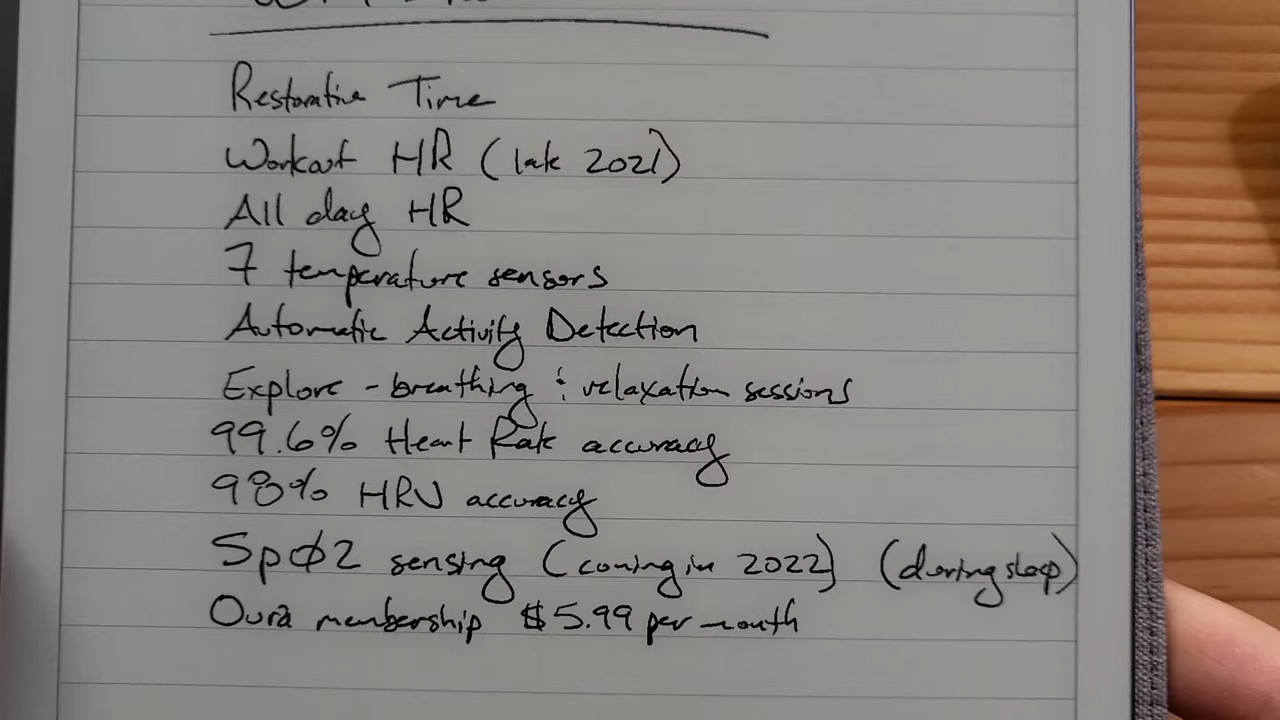 Restorative Time
Workout HR (late 2021)
All day HR
7 temperature sensors
Automatic Activity Detection
Explore - breathing & relaxation sessions
99.6% Heart Rate accuracy
98% HRV accuracy
SpO2 sensing (coming in 2022) (during sleep)
Oura membership $5.99 per month